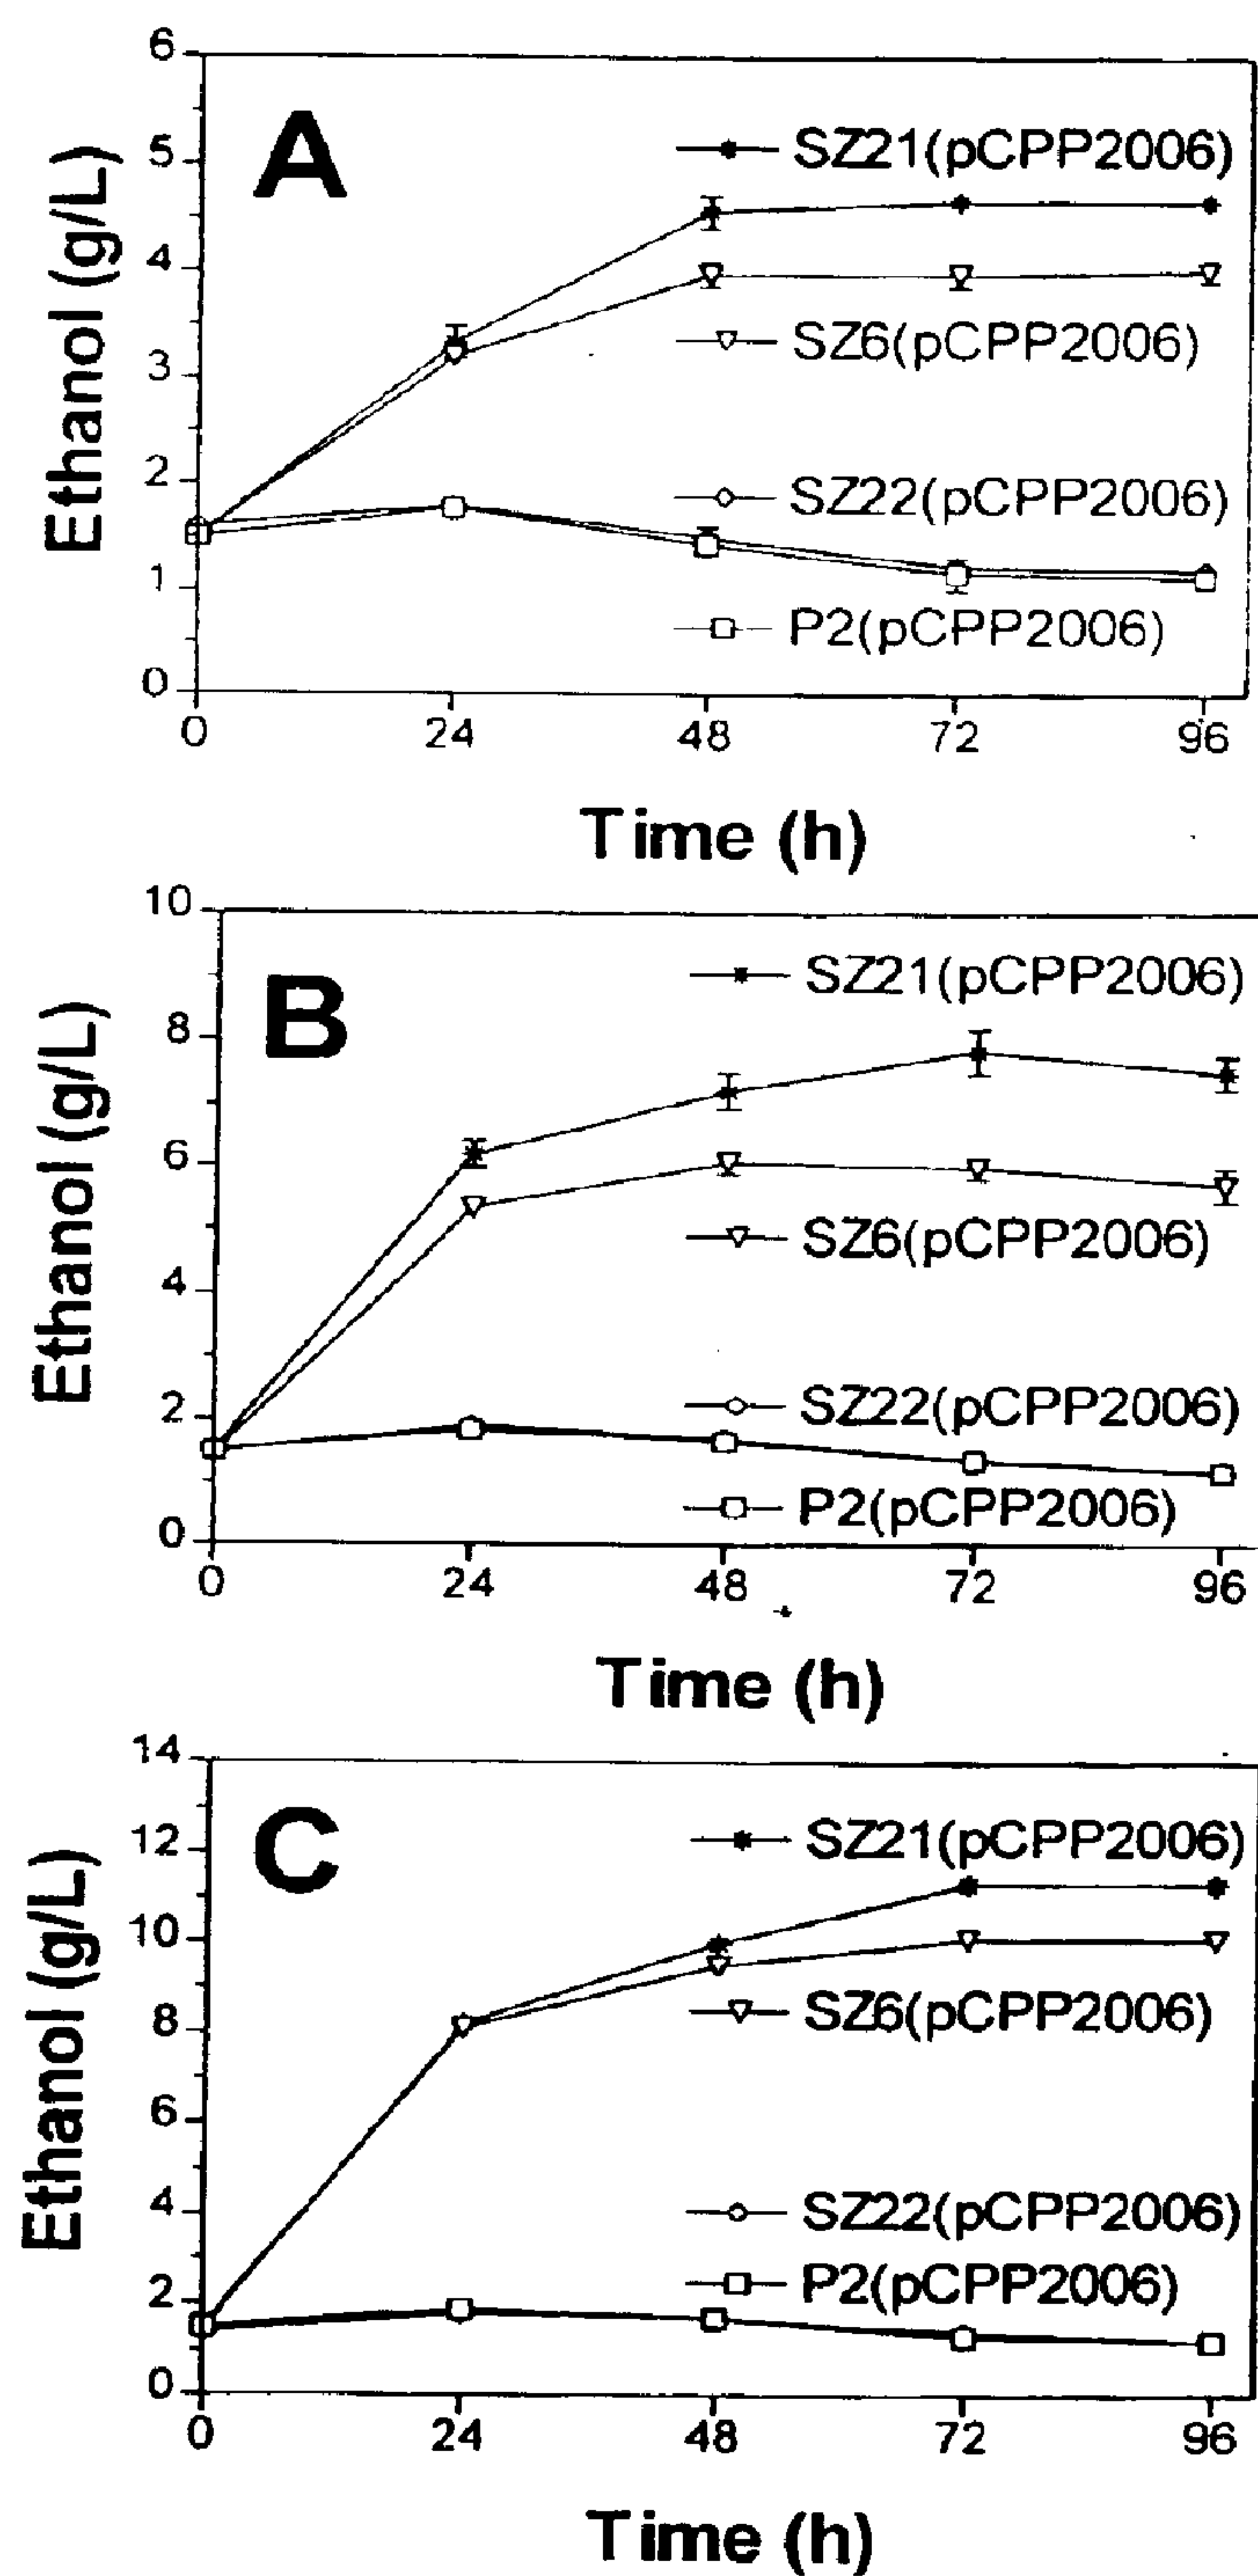 6
A
SZ21(pCPP2006)
5
4
SZ6(pCPP2006)
3
Ethanol (g/L)
2
SZ22(pCPP2006)
1
P2(pCPP2006)
0
0 24 48 72 96
Time (h)
10
B
SZ21(pCPP2006)
8
6
SZ6(pCPP2006)
Ethanol (g/L)
4
2
SZ22(pCPP2006)
P2(pCPP2006)
0
0 24 48 72 96
Time (h)
14
C
12
SZ21(pCPP2006)
10
SZ6(pCPP2006)
8
Ethanol (g/L)
6
4
SZ22(pCPP2006)
2
P2(pCPP2006)
0
0 24 48 72 96
Time (h)